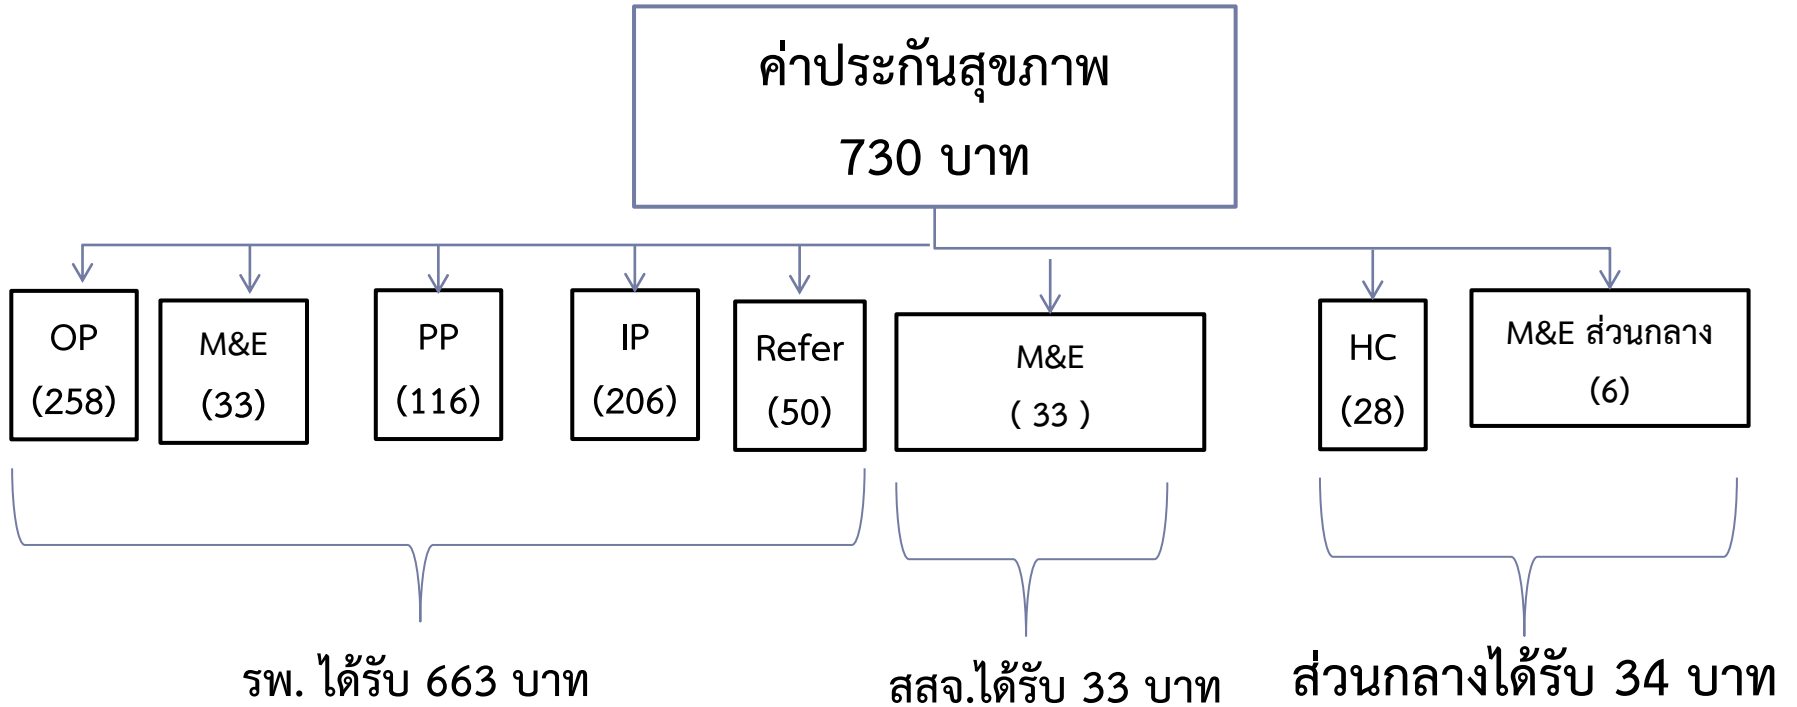 ค่าประกันสุขภาพ
730 บาท
OP
(258)
M&E
(33)
PP
(116)
IP
(206)
Refer
(50)
M&E
( 33 )
HC
(28)
M&E ส่วนกลาง
(6)
รพ. ได้รับ 663 บาท
สสจ.ได้รับ 33 บาท
ส่วนกลางได้รับ 34 บาท